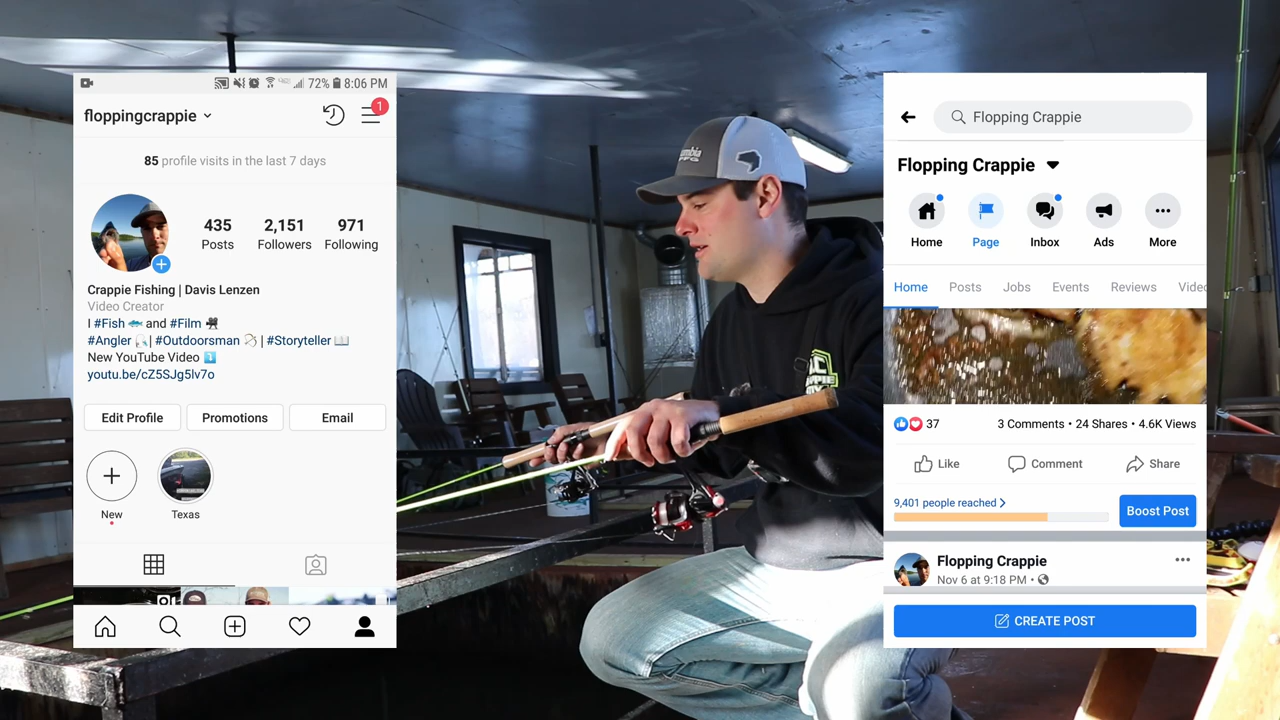 72% 8:06 PM
floppingcrappie
1
85 profile visits in the last 7 days
435 2,151 971
Posts Followers Following
Crappie Fishing | Davis Lenzen
Video Creator
I #Fish and #Film
#Angler | #Outdoorsman | #Storyteller
New YouTube Video
youtu.be/cZ5SJg5lv7o
Edit Profile Promotions Email
New Texas
Flopping Crappie
Flopping Crappie
Home Page Inbox Ads More
Home Posts Jobs Events Reviews Video
37 3 Comments • 24 Shares • 4.6K Views
Like Comment Share
9,401 people reached
Boost Post
Flopping Crappie
Nov 6 at 9:18 PM •
CREATE POST